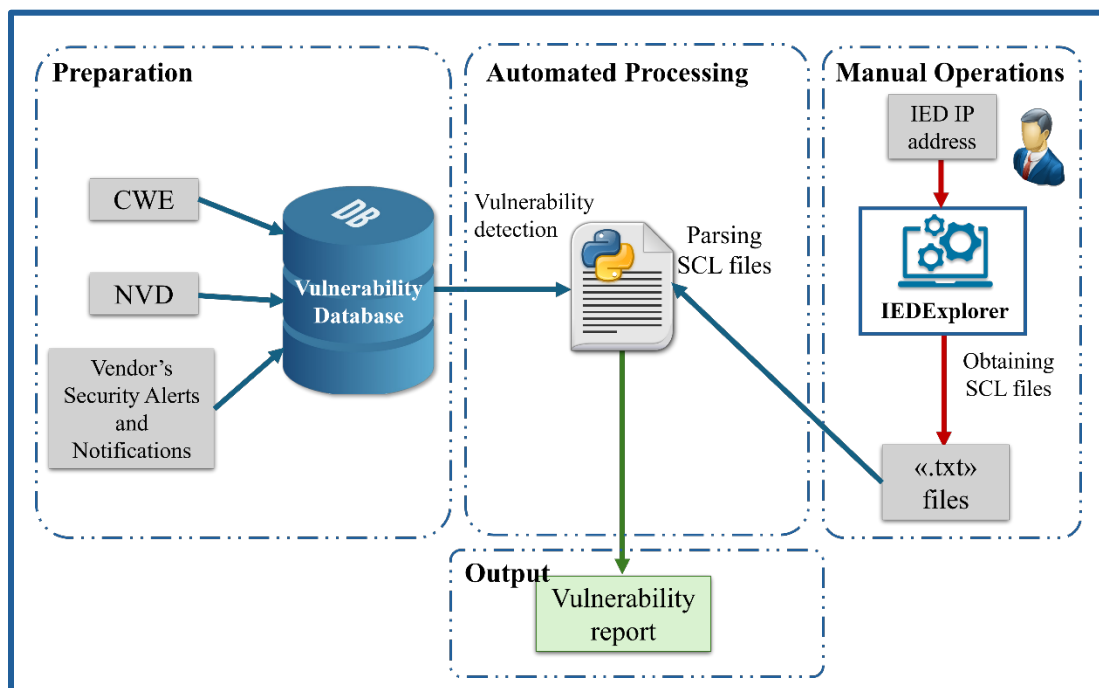 Preparation
CWE
NVD
Vendor’s
Security Alerts
and
Notifications
DB
Vulnerability
Database
Automated Processing
Vulnerability
detection
Parsing
SCL files
Manual Operations
IED IP
address
IEDExplorer
Obtaining
SCL files
«.txt»
files
Output
Vulnerability
report